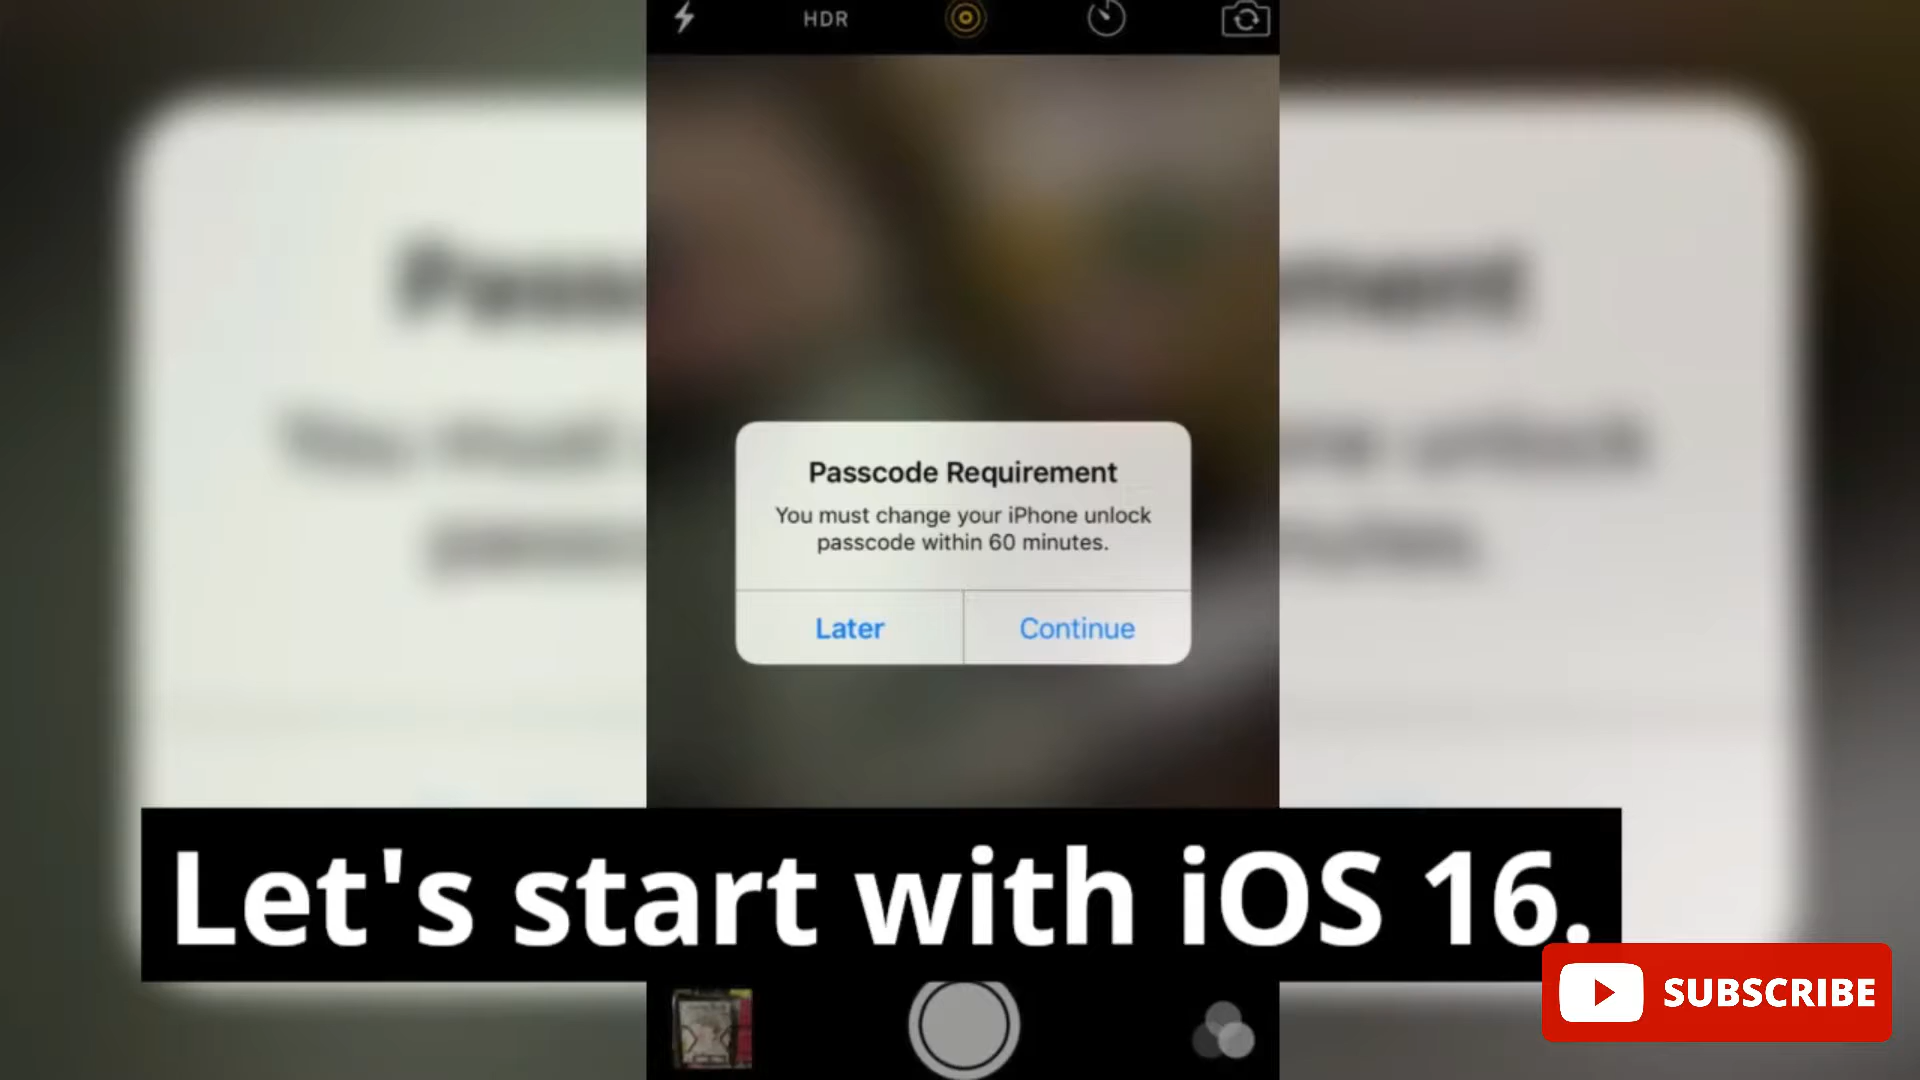 HDR
Passcode Requirement
You must change your iPhone unlock
passcode within 60 minutes.
Later
Continue
Let's start with iOS 16.
SUBSCRIBE